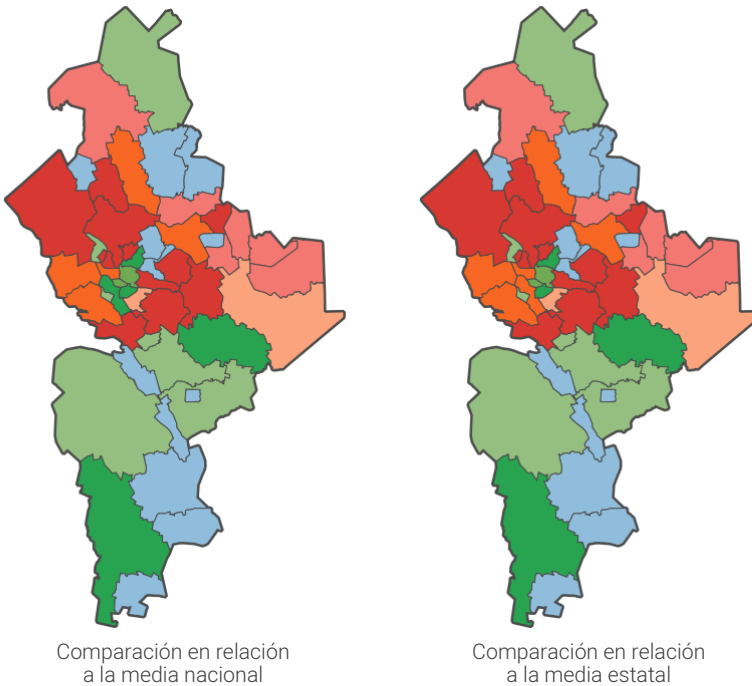 Comparación en relación
a la media nacional
Comparación en relación
a la media estatal